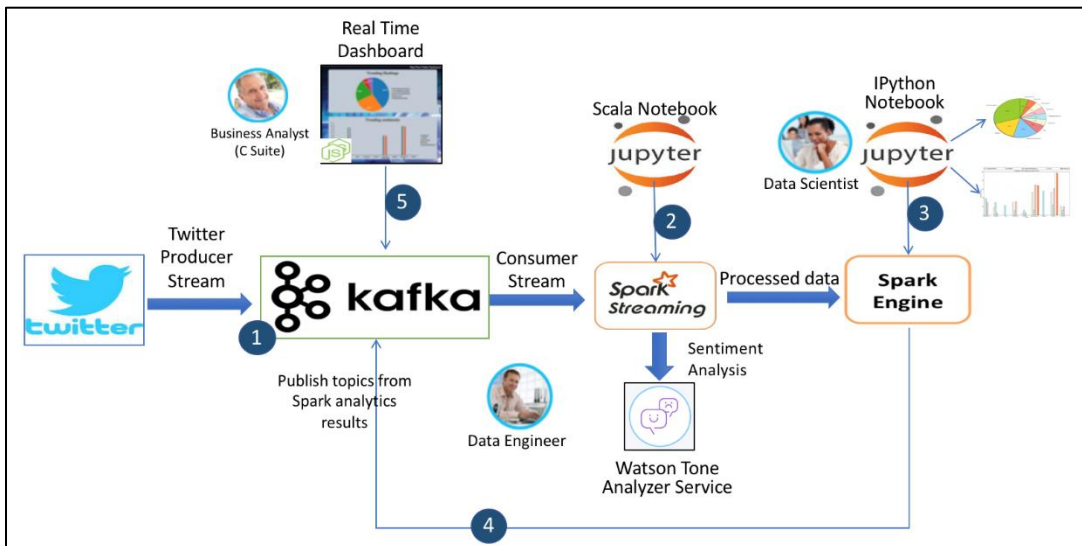 Real Time
Dashboard
Business Analyst
(C Suite)
JS
5
Scala Notebook
jupyter
2
IPython
Notebook
jupyter
Data Scientist
3
Twitter
Producer
Stream
twitter
kafka
1
Consumer
Stream
Spark
Streaming
Processed data
Spark
Engine
Publish topics from
Spark analytics
results
Data Engineer
Sentiment
Analysis
Watson Tone
Analyzer Service
4